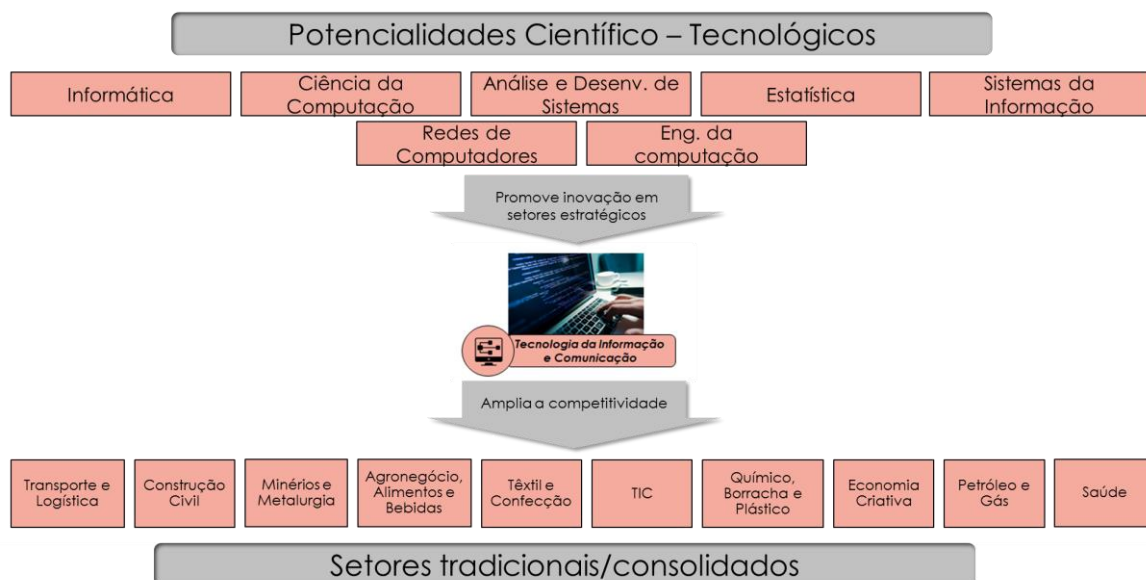 Potencialidades Científico – Tecnológicos
Informática
Ciência da
Computação
Análise e Desenv. de
Sistemas
Estatística
Sistemas da
Informação
Redes de
Computadores
Eng. da
computação
Promove inovação em
setores estratégicos
Tecnologia da Informação
e Comunicação
Amplia a competitividade
Transporte e
Logística
Construção
Civil
Minérios e
Metalurgia
Agronegócio,
Alimentos e
Bebidas
Têxtil e
Confecção
TIC
Químico,
Borracha e
Plástico
Economia
Criativa
Petróleo e
Gás
Saúde
Setores tradicionais/consolidados